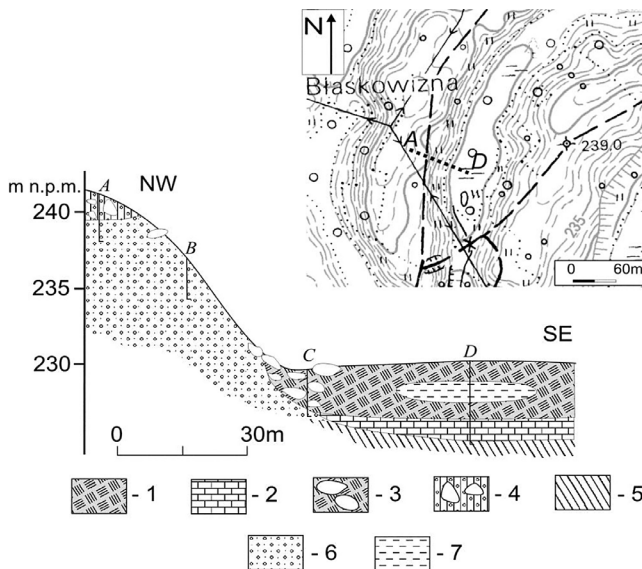 N
Błaskowizna
A
D
239.0
235
0 60m
m n.p.m.
NW
A
240
B
235
SE
230
C
D
0 30m
- 1 - 2 - 3 - 4 - 5
- 6 - 7